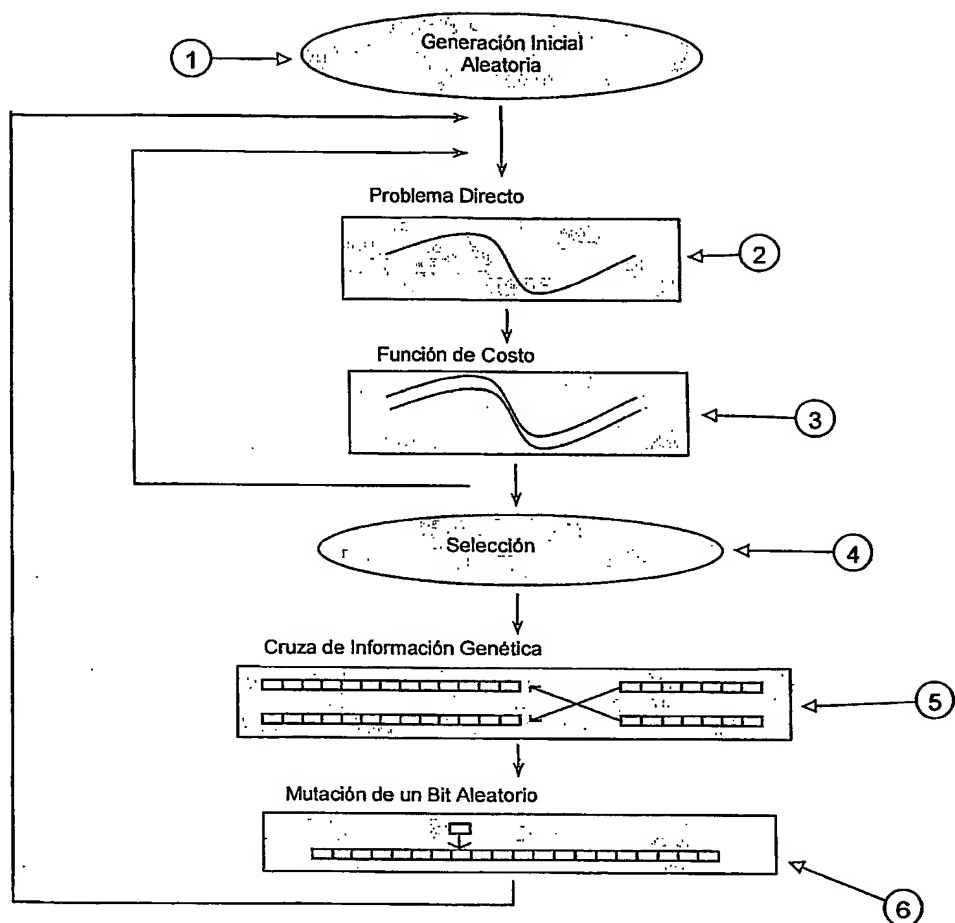 1
Generación Inicial
Aleatoria
Problema Directo
2
Función de Costo
3
Selección
4
Cruza de Información Genética
5
Mutación de un Bit Aleatorio
6